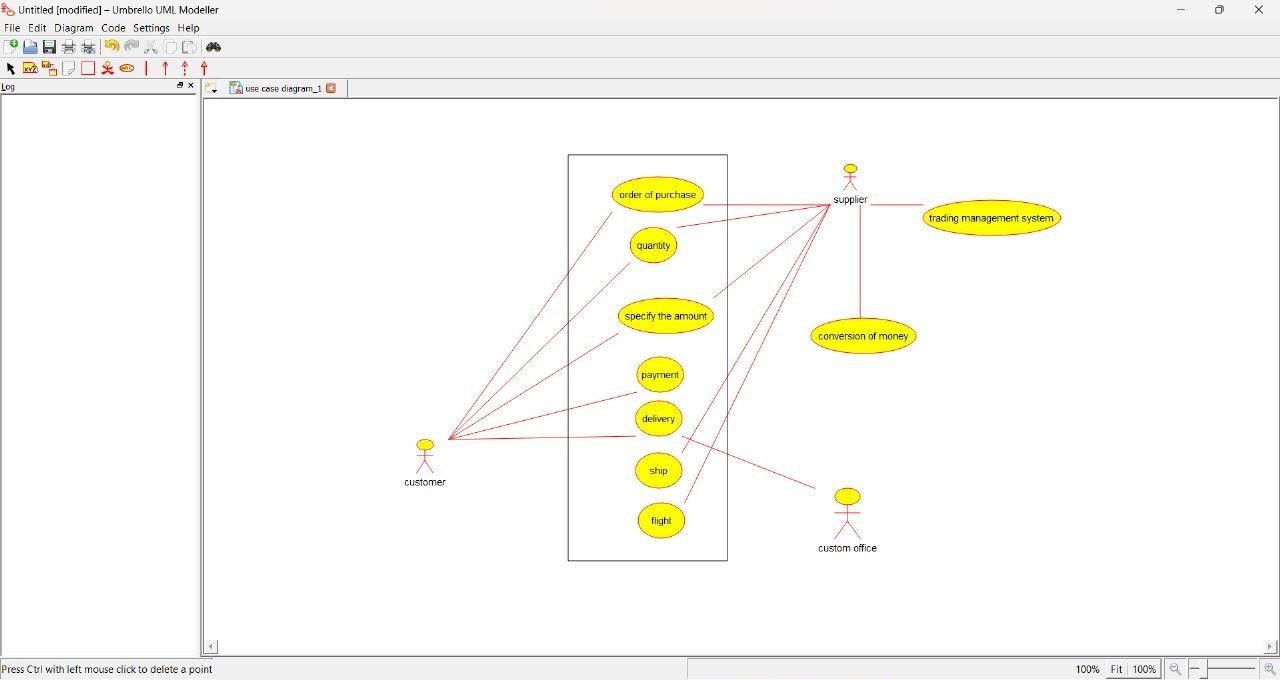 Untitled [modified] – Umbrello UML Modeller
File Edit Diagram Code Settings Help
Log
use case diagram_1
order of purchase
supplier
trading management system
quantity
specify the amount
conversion of money
payment
delivery
customer
ship
flight
custom office
Press Ctrl with left mouse click to delete a point
100% Fit 100%